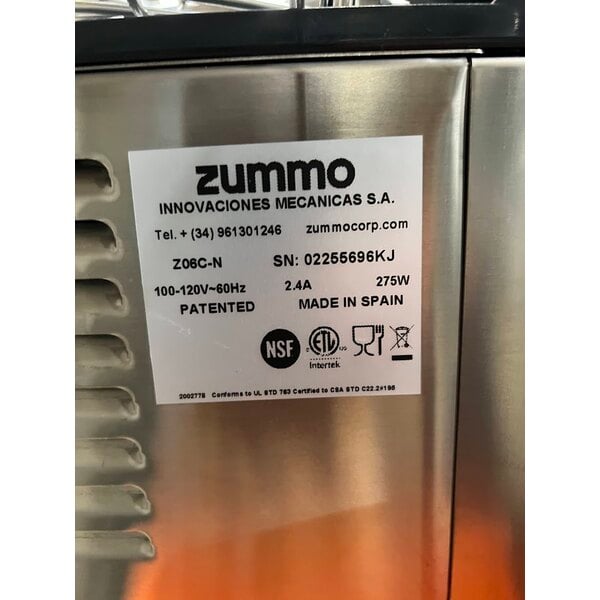 zummo
INNOVACIONES MECANICAS S.A.
Tel. + (34) 961301246 zummocorp.com
Z06C-N SN: 02255696KJ
100-120V~60Hz 2.4A 275W
PATENTED MADE IN SPAIN
NSF ETL
Intertek
2002778 Conforms to UL STD 763 Certified to CSA STD C22.2#195